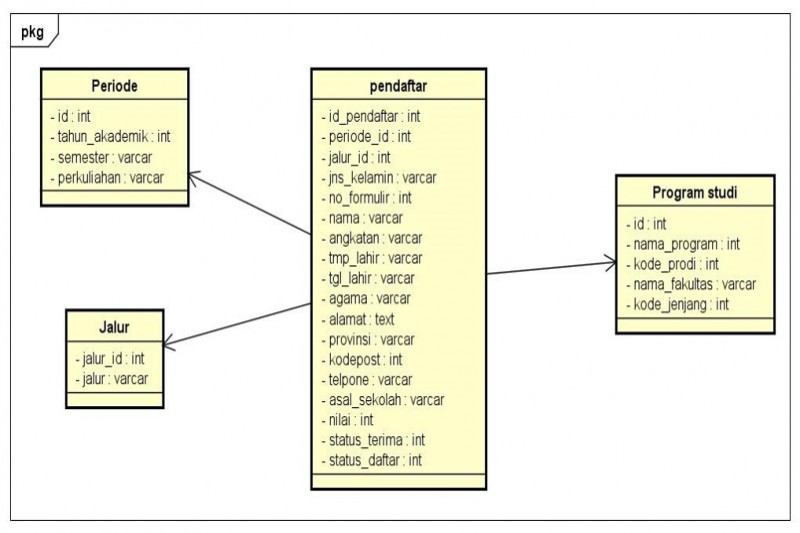 pkg
Periode
- id : int
- tahun_akademik : int
- semester : varcar
- perkuliahan : varcar
Jalur
- jalur_id : int
- jalur : varcar
pendaftar
- id_pendaftar : int
- periode_id : int
- jalur_id : int
- jns_kelamin : varcar
- no_formulir : int
- nama : varcar
- angkatan : varcar
- tmp_lahir : varcar
- tgl_lahir : varcar
- agama : varcar
- alamat : text
- provinsi : varcar
- kodepost : int
- telpone : varcar
- asal_sekolah : varcar
- nilai : int
- status_terima : int
- status_daftar : int
Program studi
- id : int
- nama_program : int
- kode_prodi : int
- nama_fakultas : varcar
- kode_jenjang : int